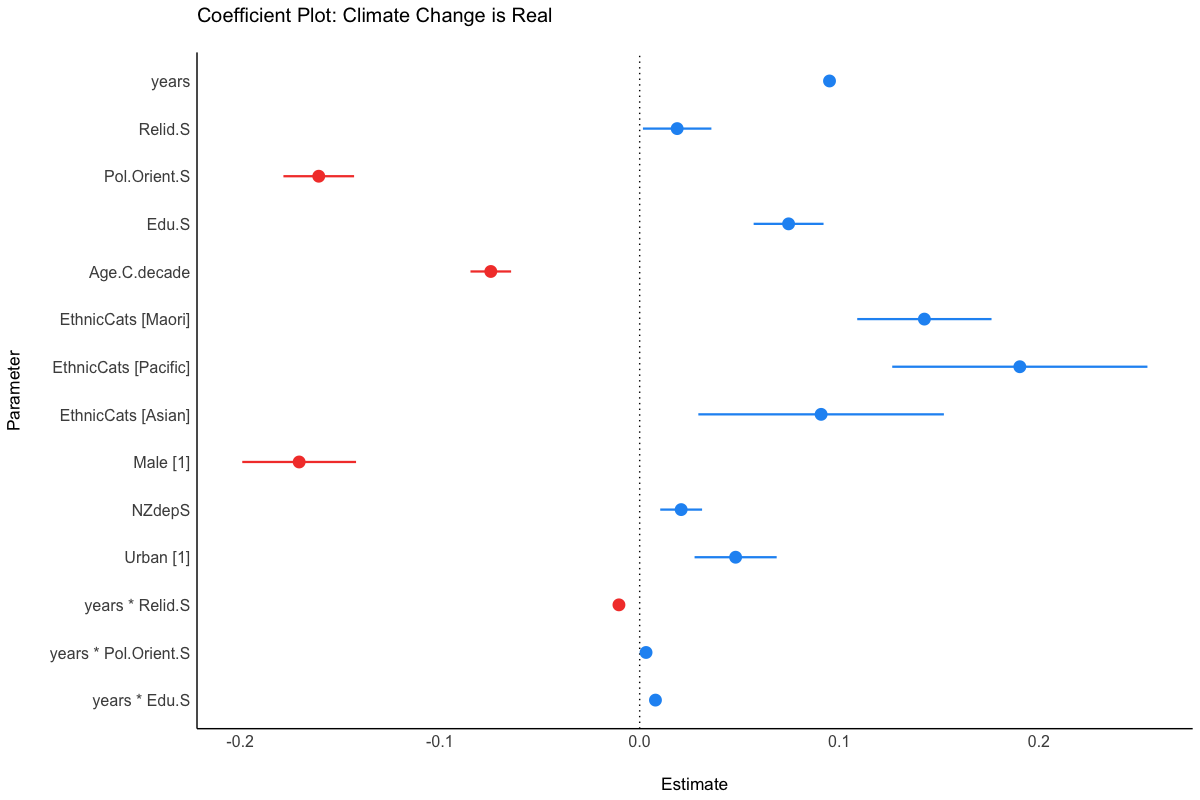 Coefficient Plot: Climate Change is Real
years
Relid.S
Pol.Orient.S
Edu.S
Age.C.decade
EthnicCats [Maori]
EthnicCats [Pacific]
EthnicCats [Asian]
Male [1]
NZdepS
Urban [1]
years * Relid.S
years * Pol.Orient.S
years * Edu.S
Parameter
-0.2
-0.1
0.0
0.1
0.2
Estimate